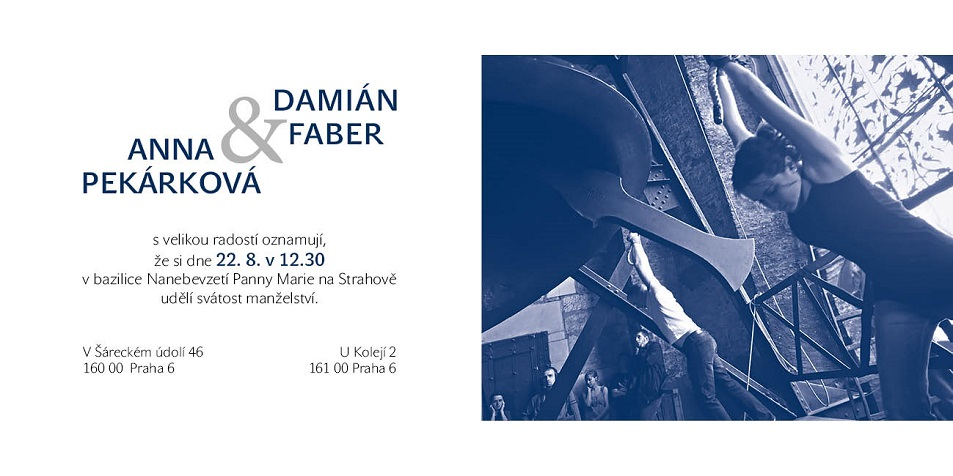 ANNA
PEKÁRKOVÁ
&
DAMIÁN
FABER
s velikou radostí oznamují,
že si dne 22. 8. v 12.30
v bazilice Nanebevzetí Panny Marie na Strahově
udělí svátost manželství.
V Šáreckém údolí 46
160 00 Praha 6
U Kolejí 2
161 00 Praha 6